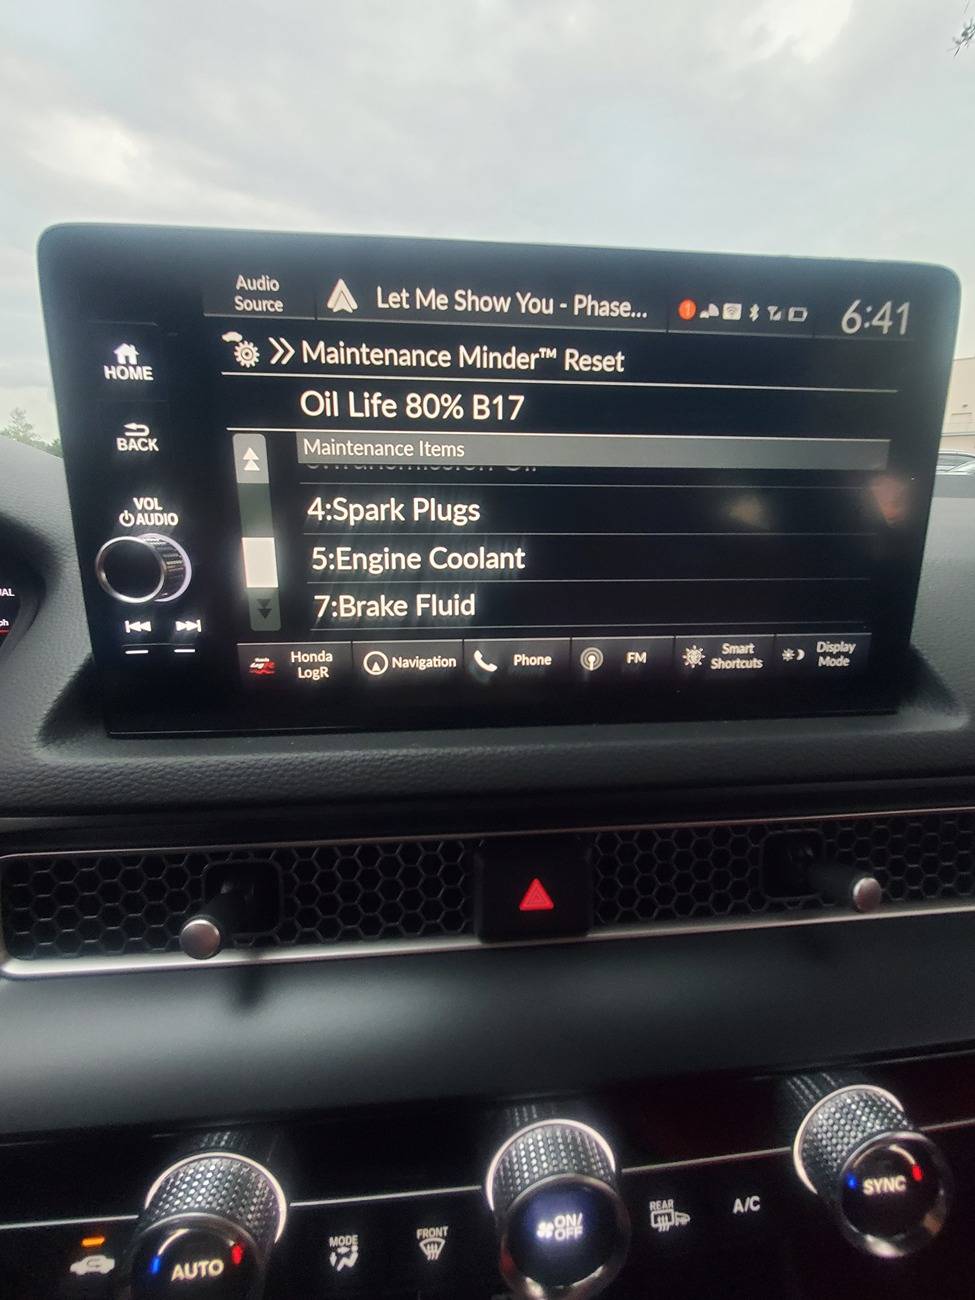 Audio
Source
Let Me Show You - Phase...
6:41
HOME
Maintenance Minder™ Reset
Oil Life 80% B17
BACK
Maintenance Items
4:Spark Plugs
VOL
AUDIO
5:Engine Coolant
7:Brake Fluid
Honda
LogR
Navigation
Phone
FM
Smart
Shortcuts
Display
Mode
AUTO
MODE
FRONT
ON/
OFF
REAR
A/C
SYNC